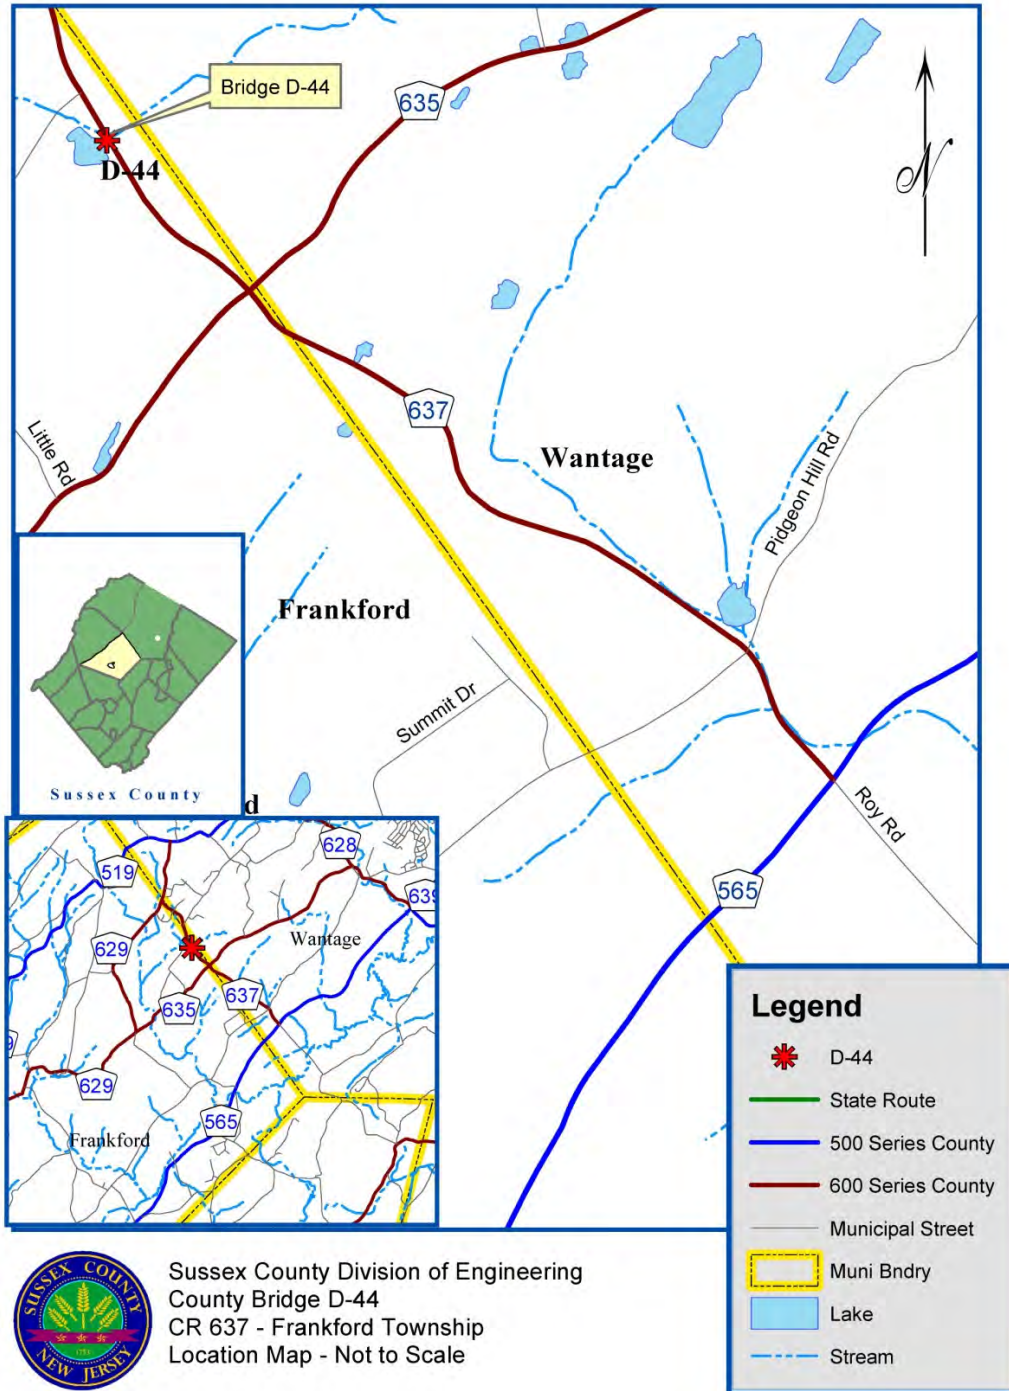 Bridge D-44
635
D-44
N
637
Little Rd
Wantage
Pidgeon Hill Rd
Frankford
Summit Dr
Sussex County
d
Roy Rd
565
519
628
639
629
Wantage
635
637
9
629
565
Frankford
Legend
D-44
State Route
500 Series County
600 Series County
Municipal Street
Muni Bndry
Lake
Stream
SUSSEX COUNTY
1753
NEW JERSEY
Sussex County Division of Engineering
County Bridge D-44
CR 637 - Frankford Township
Location Map - Not to Scale